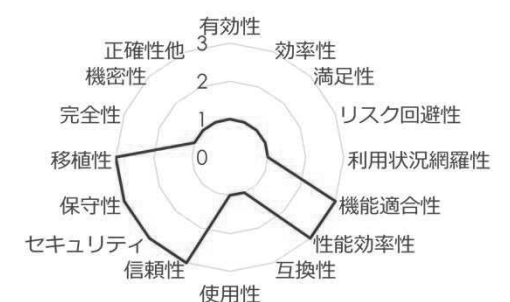 有効性
効率性
満足性
リスク回避性
利用状況網羅性
機能適合性
性能効率性
互換性
使用性
信頼性
セキュリティ
保守性
移植性
完全性
機密性
正確性他
3
2
1
0